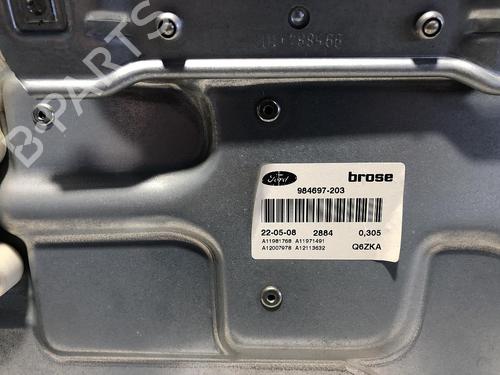 B-PARTS
Ford
brose
984697-203
22-05-08 2884 0,305
A11981768 A11971491 Q6ZKA
A12007978 A12113632